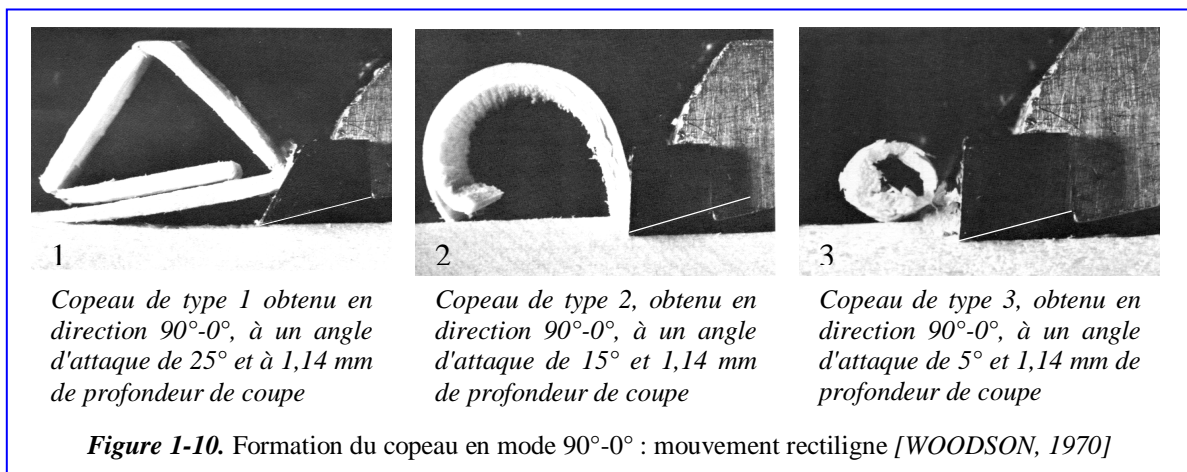 1
2
3
Copeau de type 1 obtenu en
direction 90°-0°, à un angle
d'attaque de 25° et à 1,14 mm
de profondeur de coupe
Copeau de type 2, obtenu en
direction 90°-0°, à un angle
d'attaque de 15° et 1,14 mm
de profondeur de coupe
Copeau de type 3, obtenu en
direction 90°-0°, à un angle
d'attaque de 5° et 1,14 mm de
profondeur de coupe
Figure 1-10. Formation du copeau en mode 90°-0° : mouvement rectiligne [WOODSON, 1970]